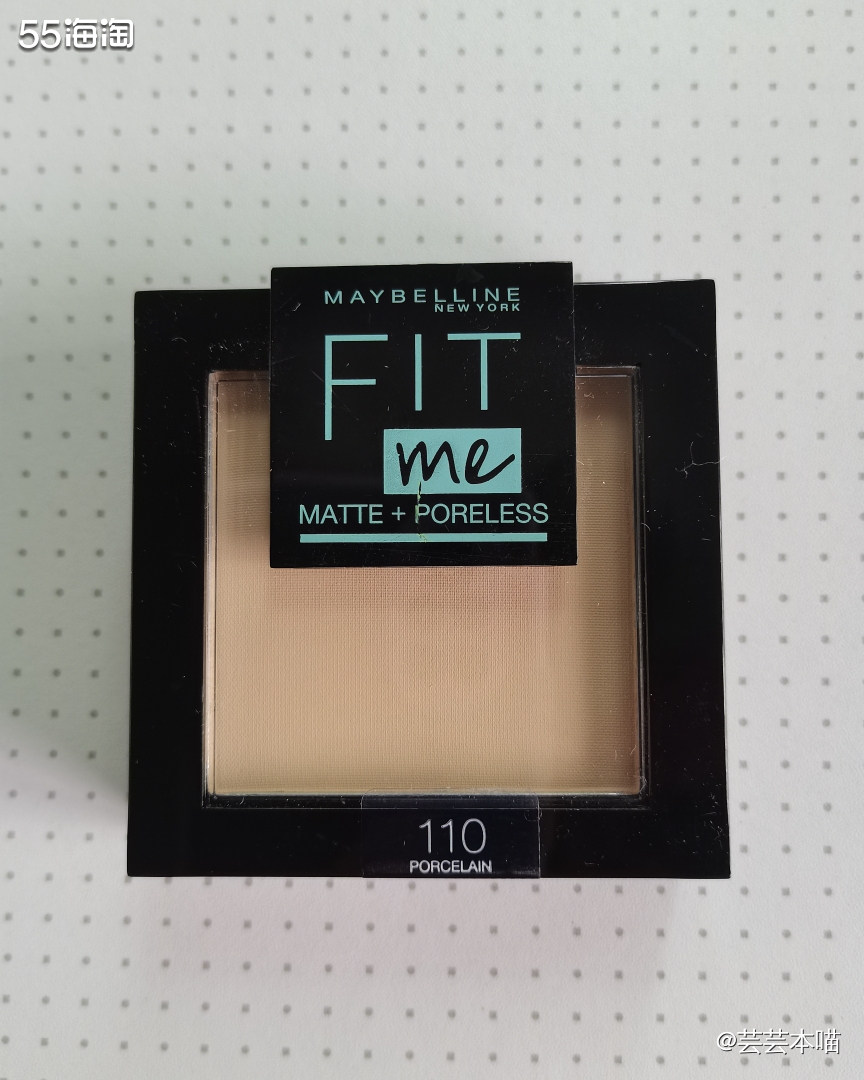 55海淘
MAYBELLINE
NEW YORK
FIT
me
MATTE + PORELESS
110
PORCELAIN
@芸芸本喵